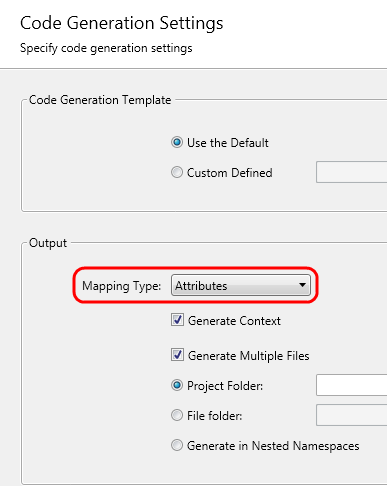 Code Generation Settings
Specify code generation settings
Code Generation Template
Use the Default
Custom Defined
Output
Mapping Type: Attributes
Generate Context
Generate Multiple Files
Project Folder:
File folder:
Generate in Nested Namespaces